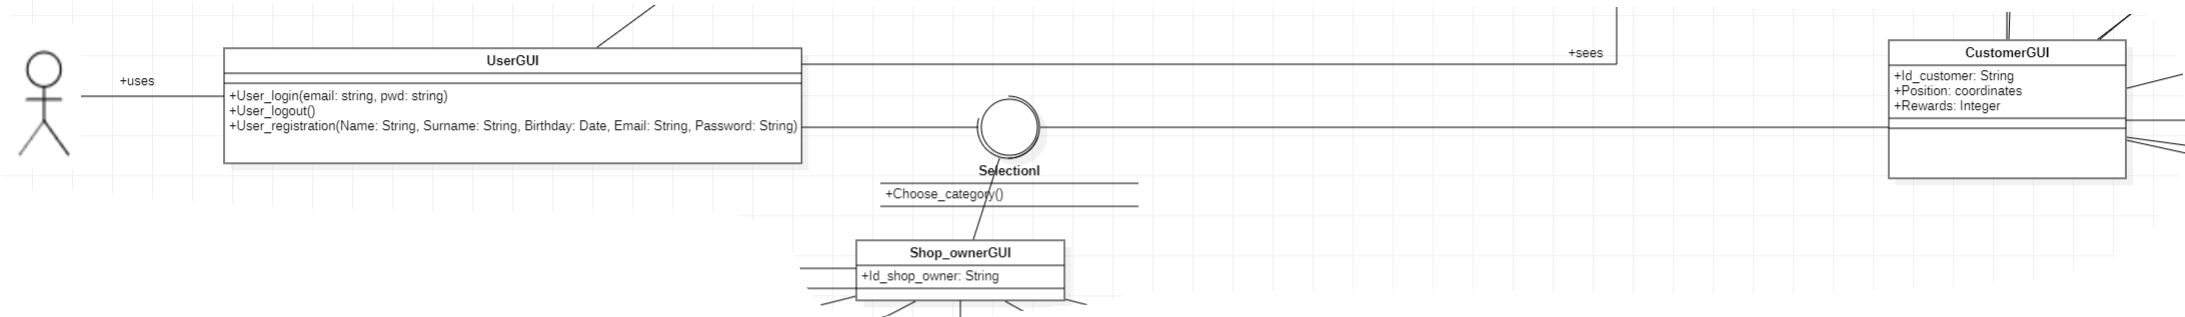 +uses
UserGUI
+User_login(email: string, pwd: string)
+User_logout()
+User_registration(Name: String, Surname: String, Birthday: Date, Email: String, Password: String)
+sees
SelectionI
+Choose_category()
Shop_ownerGUI
+Id_shop_owner: String
CustomerGUI
+Id_customer: String
+Position: coordinates
+Rewards: Integer